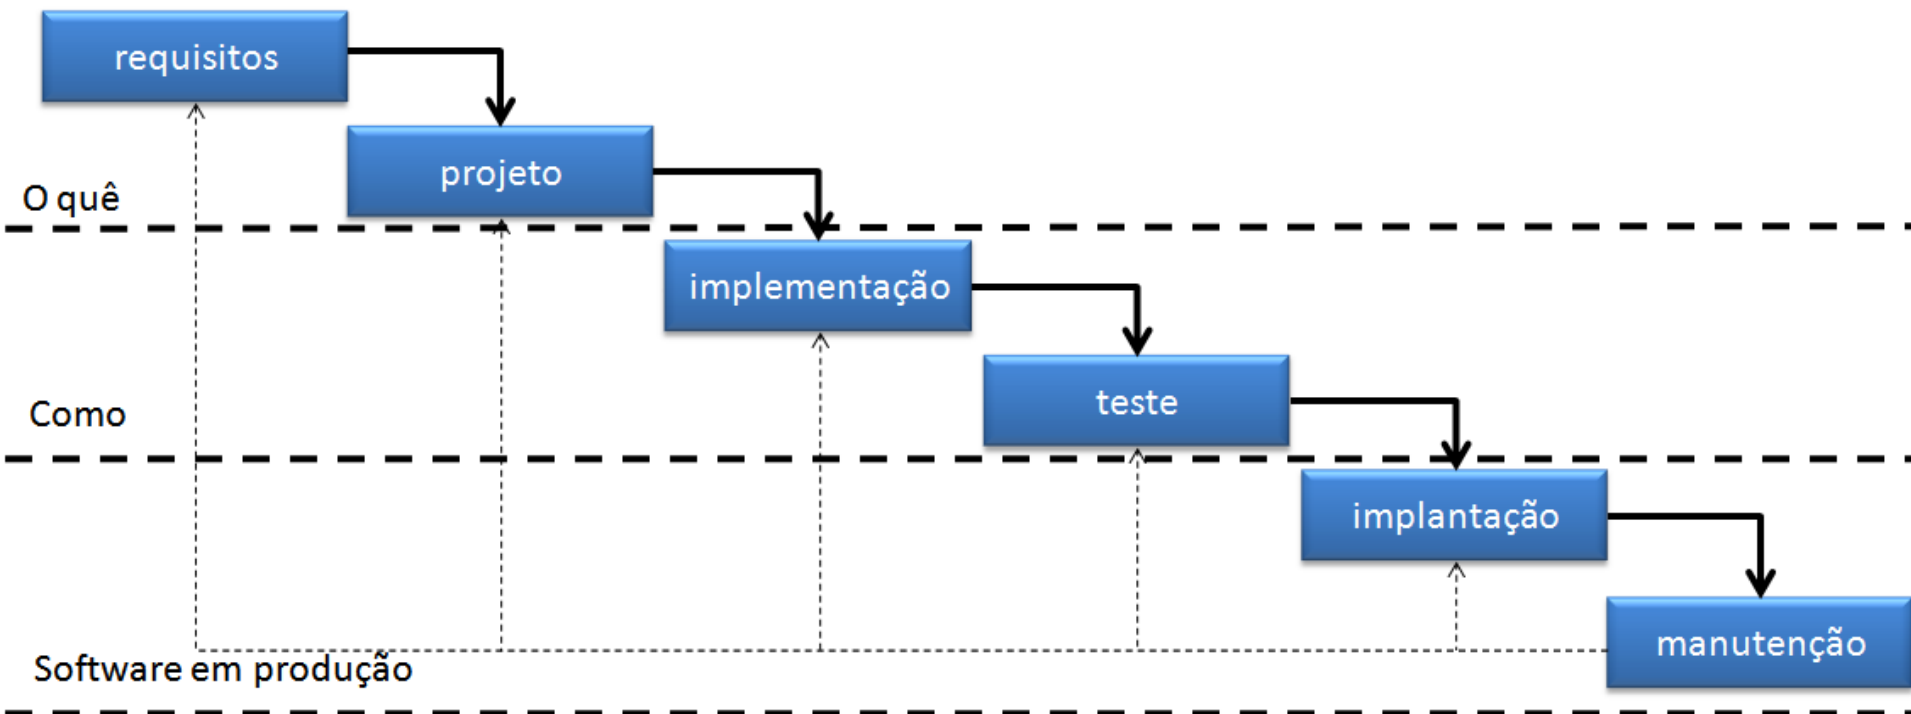 requisitos
projeto
O quê
implementação
teste
Como
implantação
manutenção
Software em produção